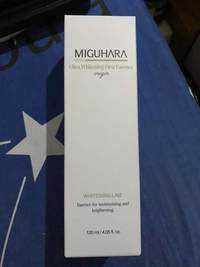 MIGUHARA
Ultra Whitening First Essence
origin
WHITENING-LINE
Essence for moisturizing and
brightening.
120 ml / 4.05 fl. oz.